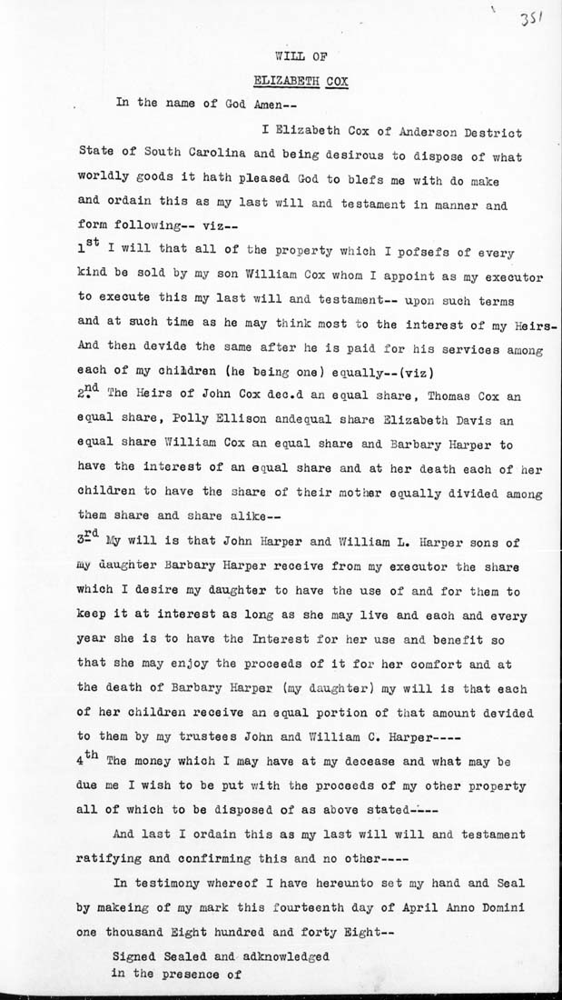 351
WILL OF
ELIZABETH COX
In the name of God Amen--
I Elizabeth Cox of Anderson Destrict
State of South Carolina and being desirous to dispose of what
worldly goods it hath pleased God to blefs me with do make
and ordain this as my last will and testament in manner and
form following-- viz--
1st I will that all of the property which I pofsefs of every
kind be sold by my son William Cox whom I appoint as my executor
to execute this my last will and testament-- upon such terms
and at such time as he may think most to the interest of my Heirs-
And then devide the same after he is paid for his services among
each of my children (he being one) equally--(viz)
2nd. The Heirs of John Cox dec.d an equal share, Thomas Cox an
equal share, Polly Ellison andequal share Elizabeth Davis an
equal share William Cox an equal share and Barbary Harper to
have the interest of an equal share and at her death each of her
children to have the share of their mother equally divided among
them share and share alike--
3rd My will is that John Harper and William L. Harper sons of
my daughter Barbary Harper receive from my executor the share
which I desire my daughter to have the use of and for them to
keep it at interest as long as she may live and each and every
year she is to have the Interest for her use and benefit so
that she may enjoy the proceeds of it for her comfort and at
the death of Barbary Harper (my daughter) my will is that each
of her children receive an equal portion of that amount devided
to them by my trustees John and William C. Harper----
4th The money which I may have at my decease and what may be
due me I wish to be put with the proceeds of my other property
all of which to be disposed of as above stated----
And last I ordain this as my last will will and testament
ratifying and confirming this and no other----
In testimony whereof I have hereunto set my hand and Seal
by makeing of my mark this fourteenth day of April Anno Domini
one thousand Eight hundred and forty Eight--
Signed Sealed and adknowledged
in the presence of